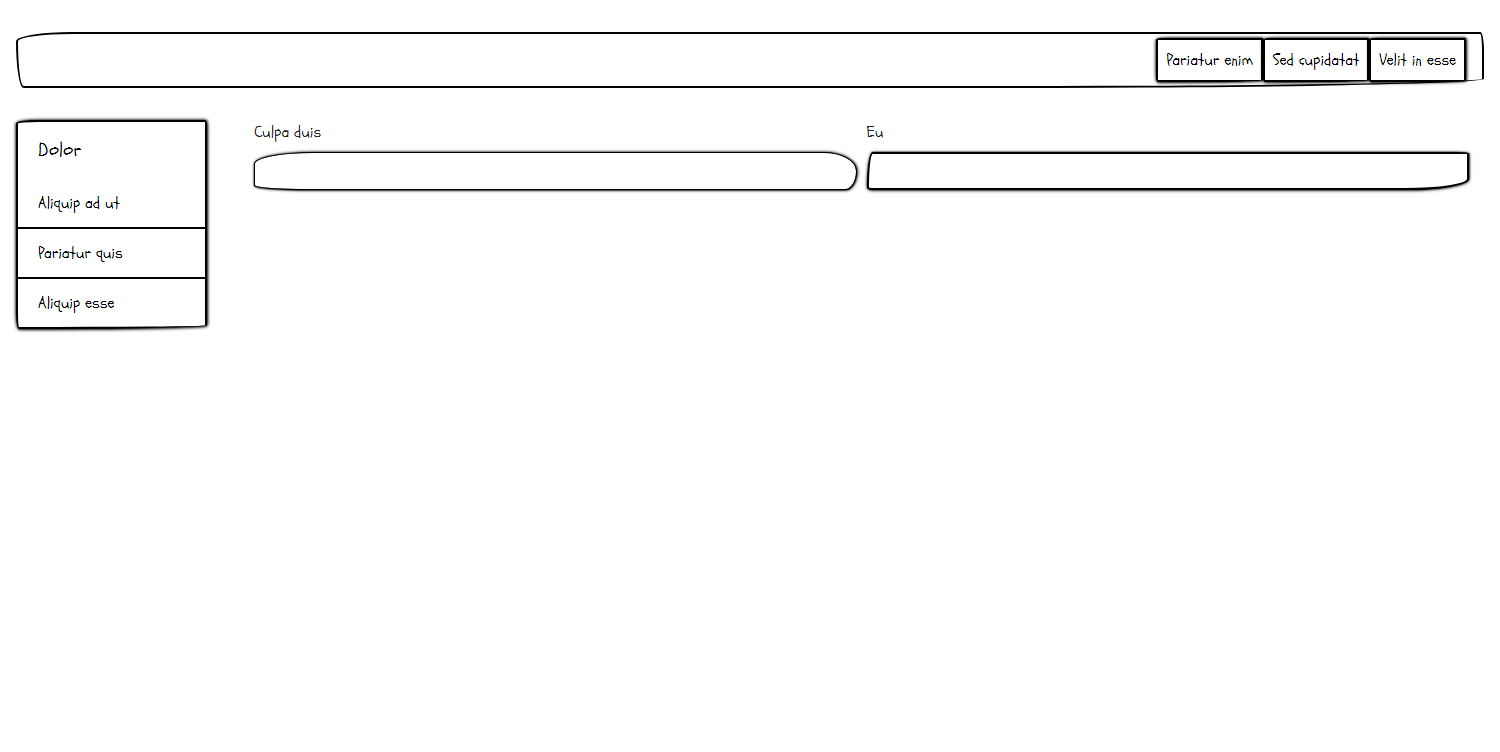 Pariatur enim
Sed cupidatat
Velit in esse
Dolor
Aliquip ad ut
Pariatur quis
Aliquip esse
Culpa duis
Eu